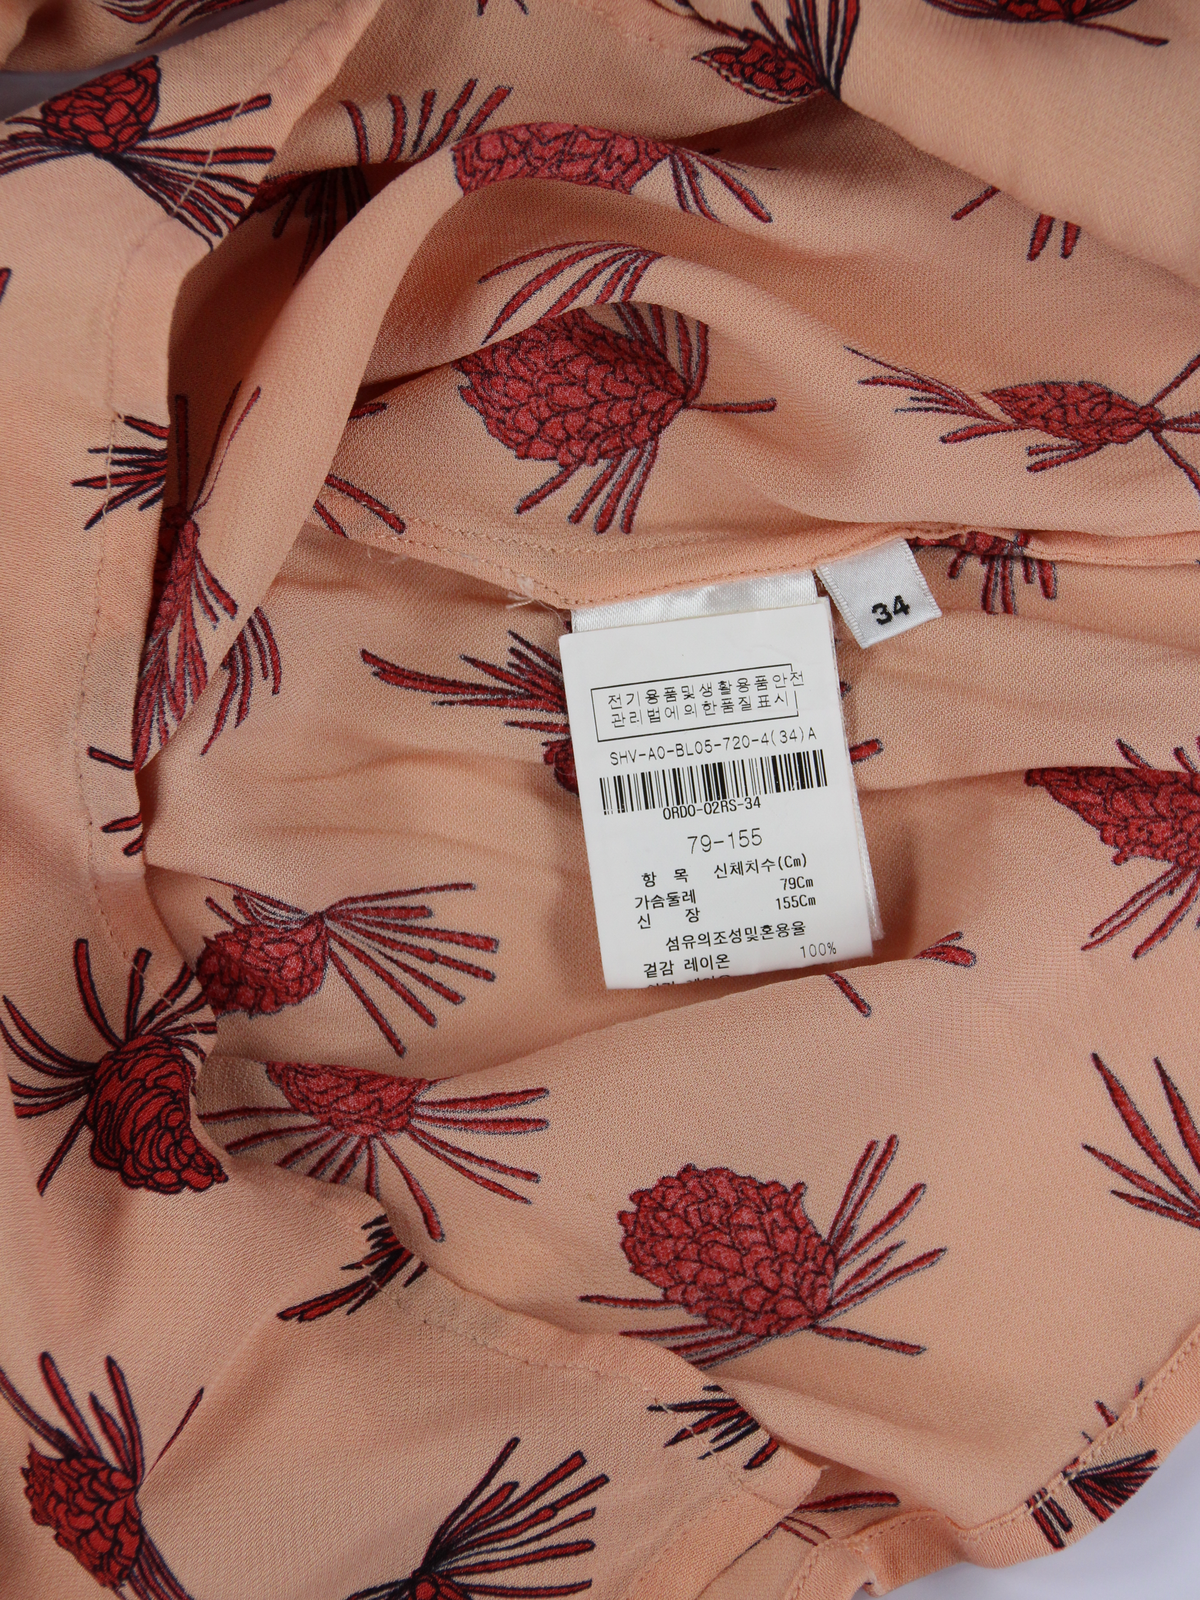 34
전기용품및생활용품안전
관리법에의한품질표시
SHV-A0-BL05-720-4(34)A
ORDO-02RS-34
79-155
항 목 신체치수(Cm)
가슴둘레 79Cm
신 장 155Cm
섬유의조성및혼용율
겉감 레이온 100%